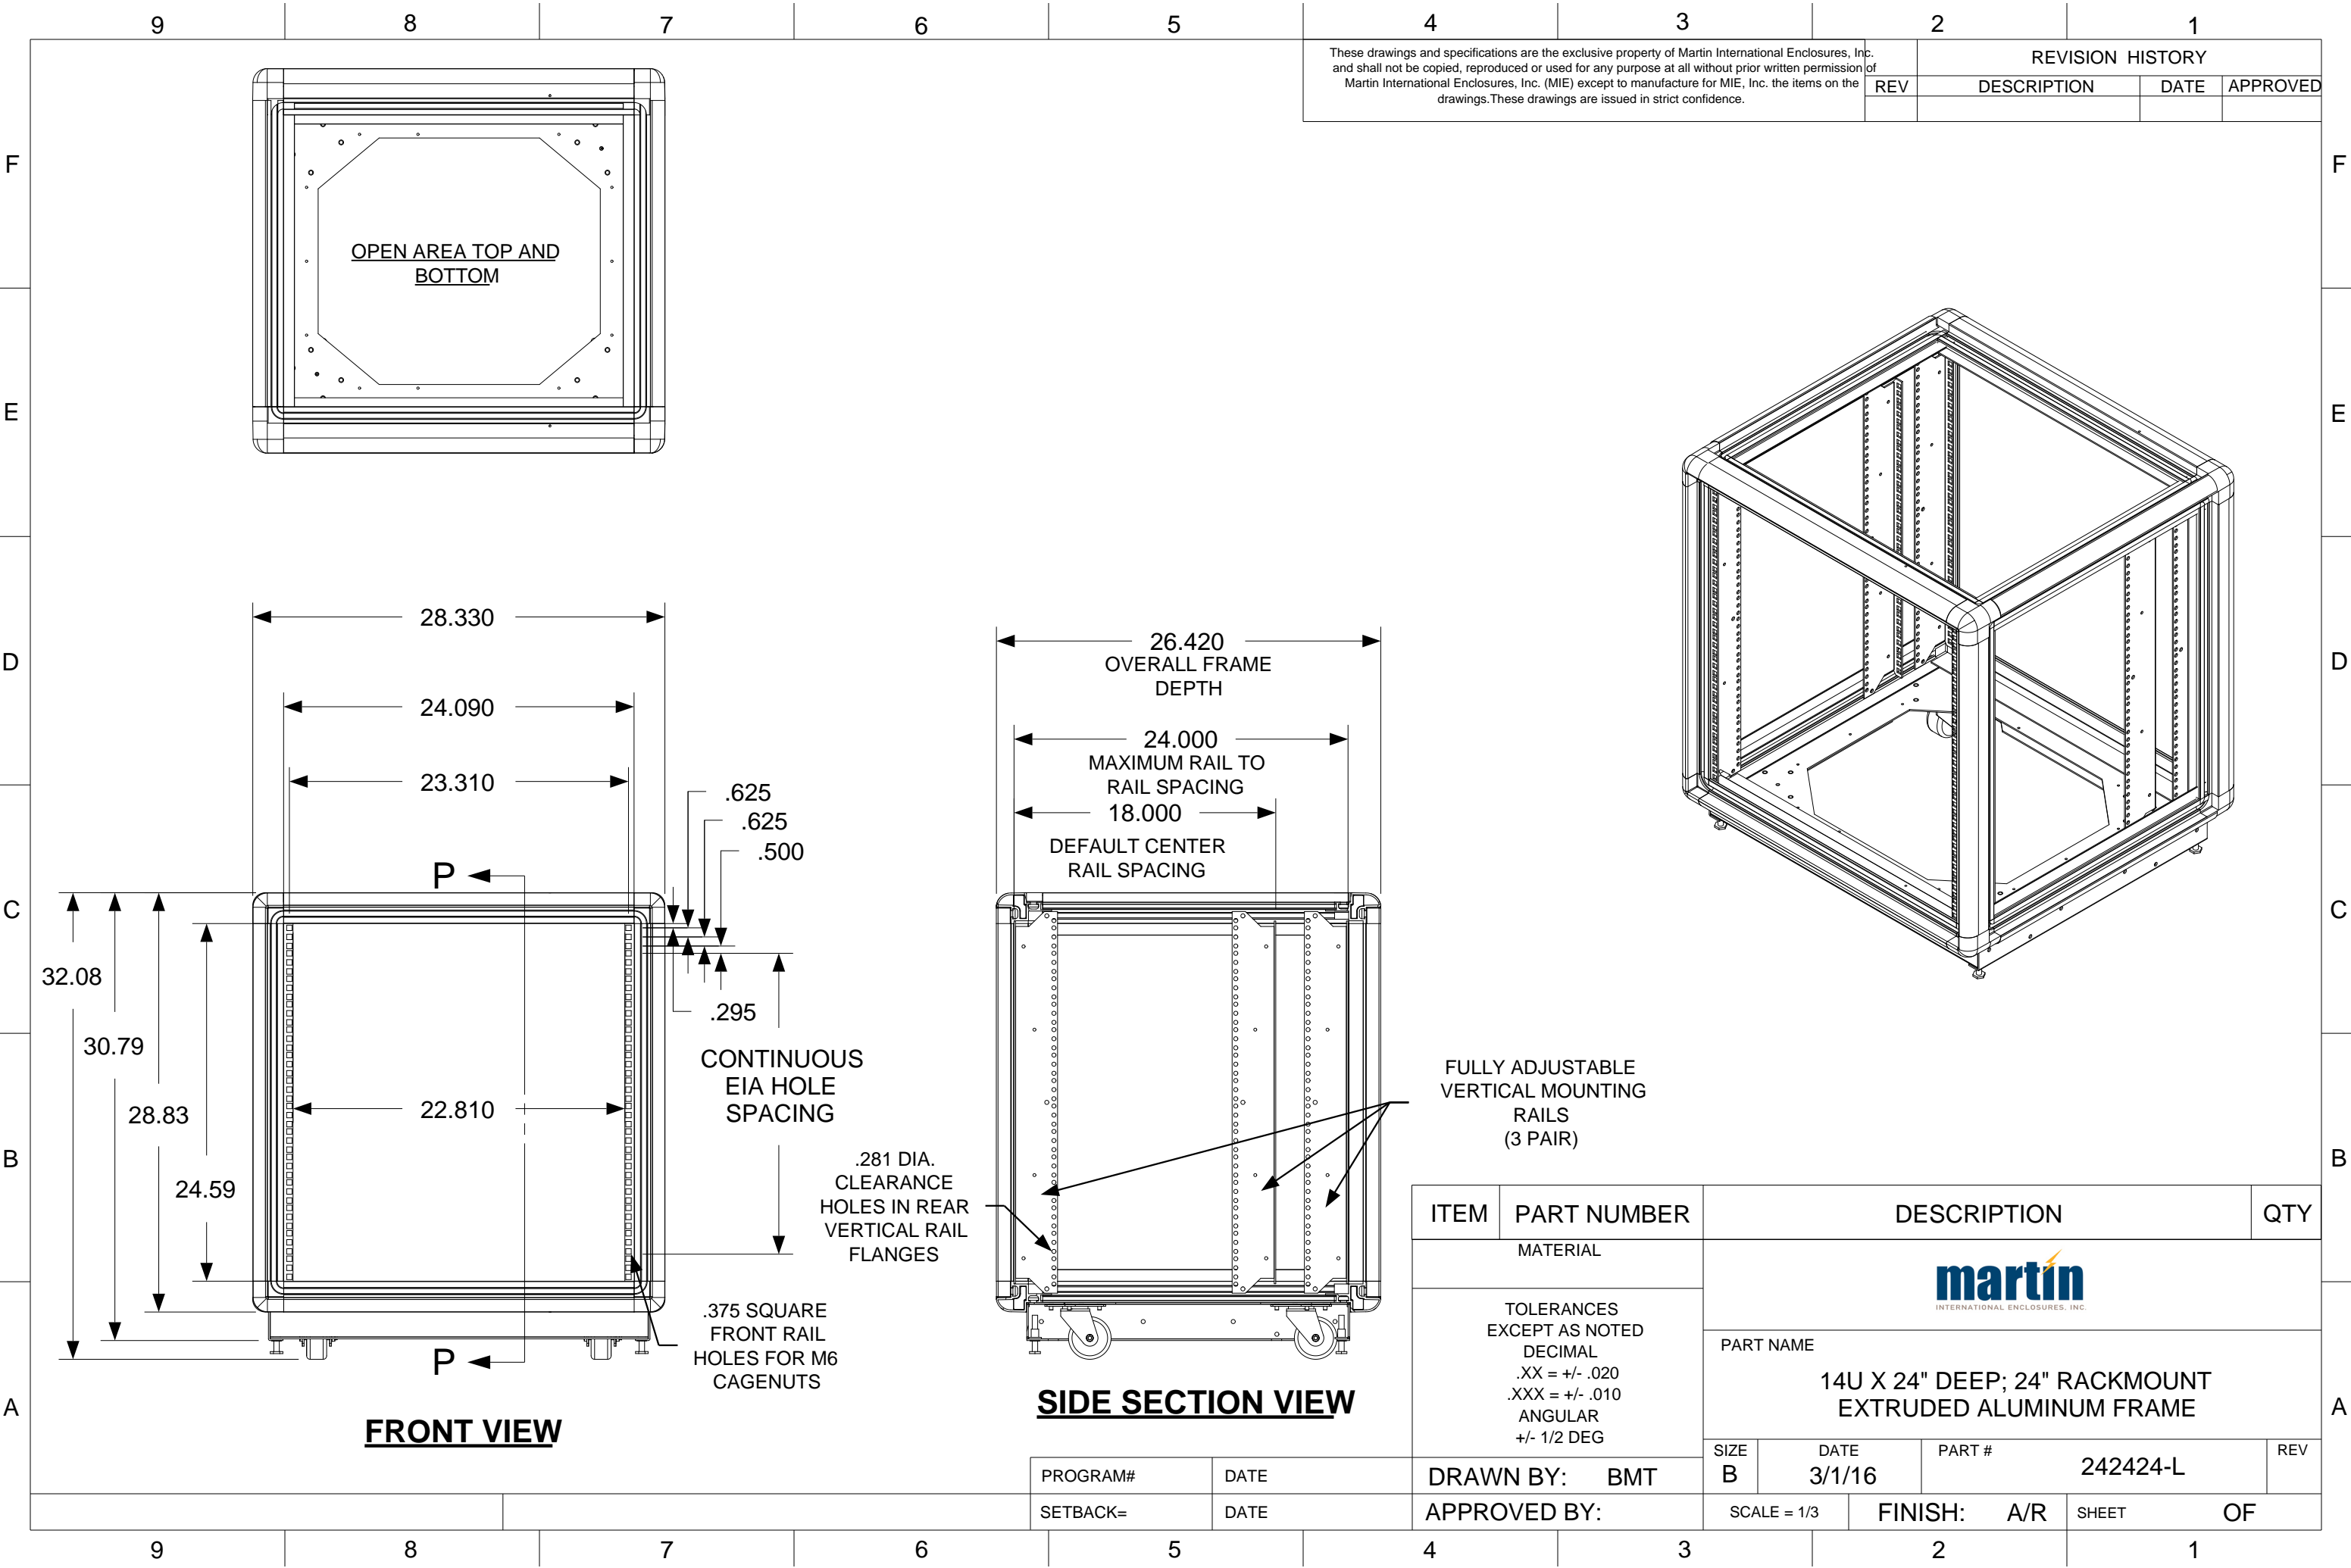 9 8 7 6 5 4 3 2 1
These drawings and specifications are the exclusive property of Martin International Enclosures, Inc.
and shall not be copied, reproduced or used for any purpose at all without prior written permission of
Martin International Enclosures, Inc. (MIE) except to manufacture for MIE, Inc. the items on the
drawings.These drawings are issued in strict confidence.
REVISION HISTORY
REV DESCRIPTION DATE APPROVED
F F
OPEN AREA TOP AND
BOTTOM
E E
D D
28.330
24.090
23.310
.625
.625
.500
.295
P
C C
32.08
30.79
28.83
24.59
22.810
CONTINUOUS
EIA HOLE
SPACING
.375 SQUARE
FRONT RAIL
HOLES FOR M6
CAGENUTS
P
FRONT VIEW
26.420
OVERALL FRAME
DEPTH
24.000
MAXIMUM RAIL TO
RAIL SPACING
18.000
DEFAULT CENTER
RAIL SPACING
.281 DIA.
CLEARANCE
HOLES IN REAR
VERTICAL RAIL
FLANGES
FULLY ADJUSTABLE
VERTICAL MOUNTING
RAILS
(3 PAIR)
SIDE SECTION VIEW
B B
A A
ITEM PART NUMBER DESCRIPTION QTY
MATERIAL
TOLERANCES
EXCEPT AS NOTED
DECIMAL
.XX = +/- .020
.XXX = +/- .010
ANGULAR
+/- 1/2 DEG
martin
INTERNATIONAL ENCLOSURES, INC.
PART NAME
14U X 24" DEEP; 24" RACKMOUNT
EXTRUDED ALUMINUM FRAME
SIZE DATE PART # REV
B 3/1/16 242424-L
PROGRAM# DATE
DRAWN BY: BMT
SETBACK= DATE
APPROVED BY:
SCALE = 1/3 FINISH: A/R SHEET OF
9 8 7 6 5 4 3 2 1